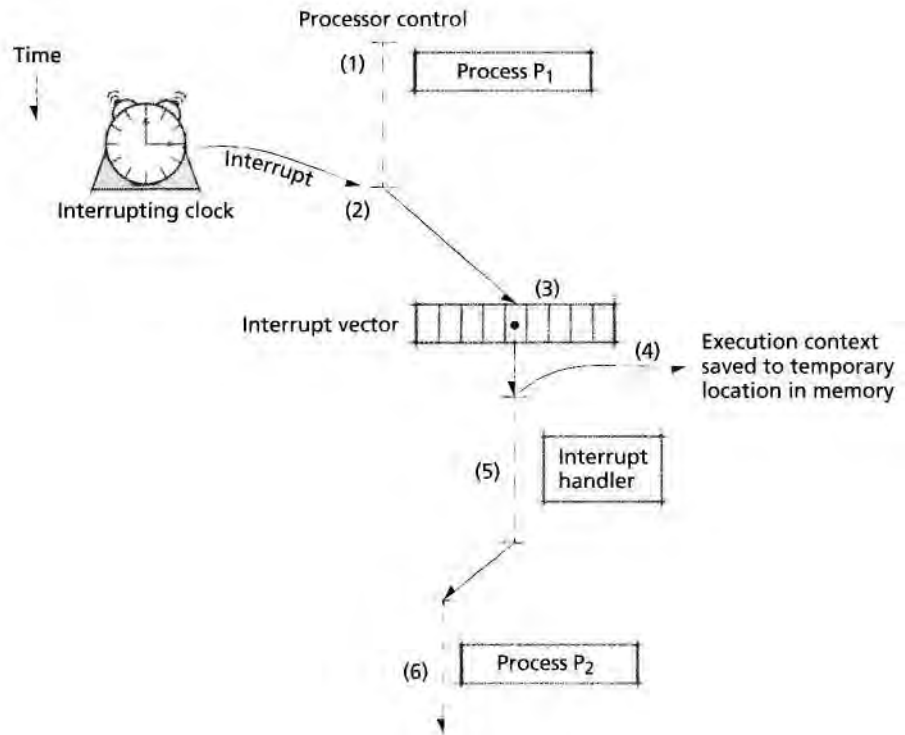 Processor control
Time
(1)
Process P₁
Interrupt
Interrupting clock
(2)
(3)
Interrupt vector
(4)
Execution context
saved to temporary
location in memory
(5)
Interrupt
handler
(6)
Process P₂